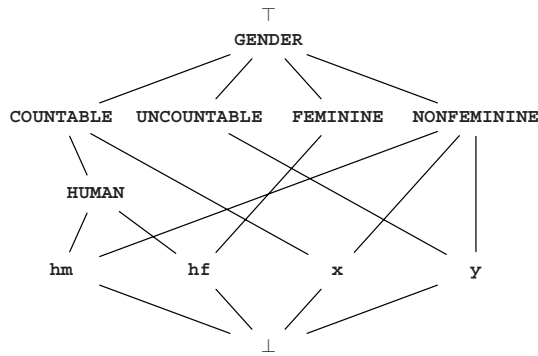 ⊤
GENDER
COUNTABLE UNCOUNTABLE FEMININE NONFEMININE
HUMAN
hm hf x y
⊥